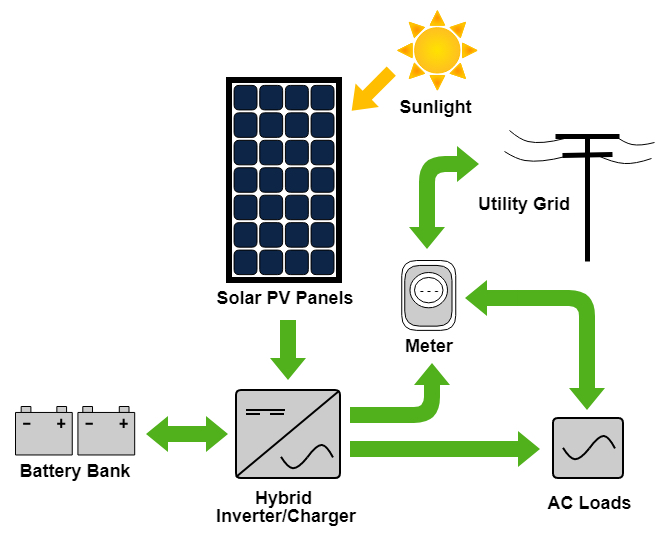 Sunlight
Utility Grid
Solar PV Panels
Meter
- + - +
Battery Bank
Hybrid
Inverter/Charger
AC Loads